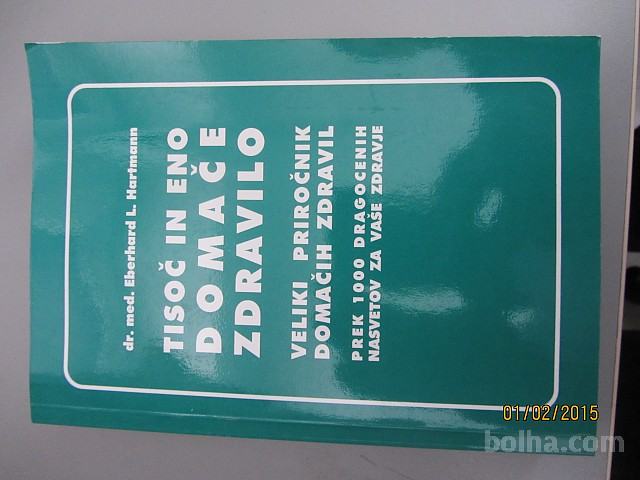 dr. med. Eberhard L. Hartmann
TISOČ IN ENO
DOMAČE
ZDRAVILO
VELIKI PRIROČNIK
DOMAČIH ZDRAVIL
PREK 1000 DRAGOCENIH
NASVETOV ZA VAŠE ZDRAVJE
01/02/2015
bolha.com